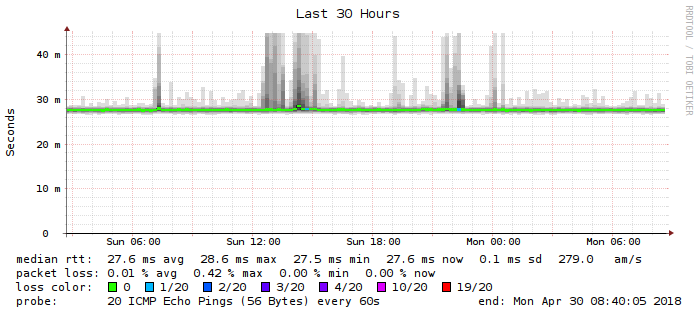 Last 30 Hours
RRDTOOL / TOBI OETIKER
Seconds
40 m
30 m
20 m
10 m
0
Sun 06:00 Sun 12:00 Sun 18:00 Mon 00:00 Mon 06:00
median rtt: 27.6 ms avg 28.6 ms max 27.5 ms min 27.6 ms now 0.1 ms sd 279.0 am/s
packet loss: 0.01 % avg 0.42 % max 0.00 % min 0.00 % now
loss color: 0 1/20 2/20 3/20 4/20 10/20 19/20
probe: 20 ICMP Echo Pings (56 Bytes) every 60s end: Mon Apr 30 08:40:05 2018